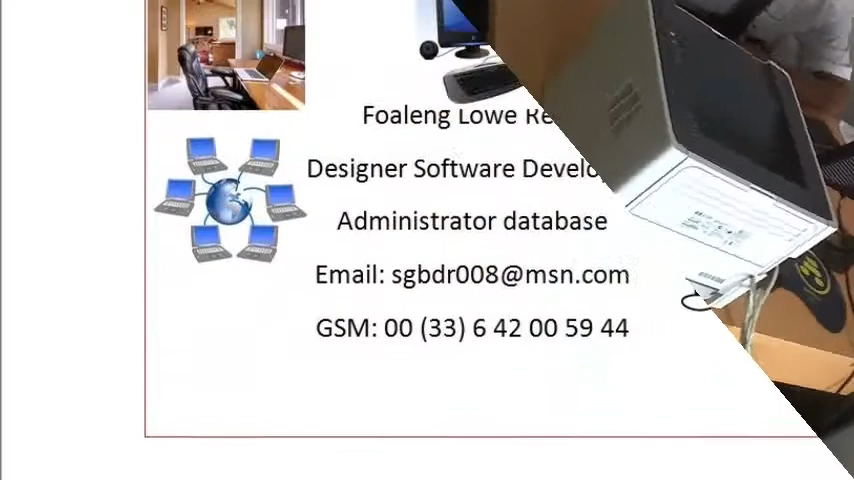 Foaleng Lowe
Designer Software
Administrator database
Email: sgbdr008@msn.com
GSM: 00 (33) 6 42 00 59 44